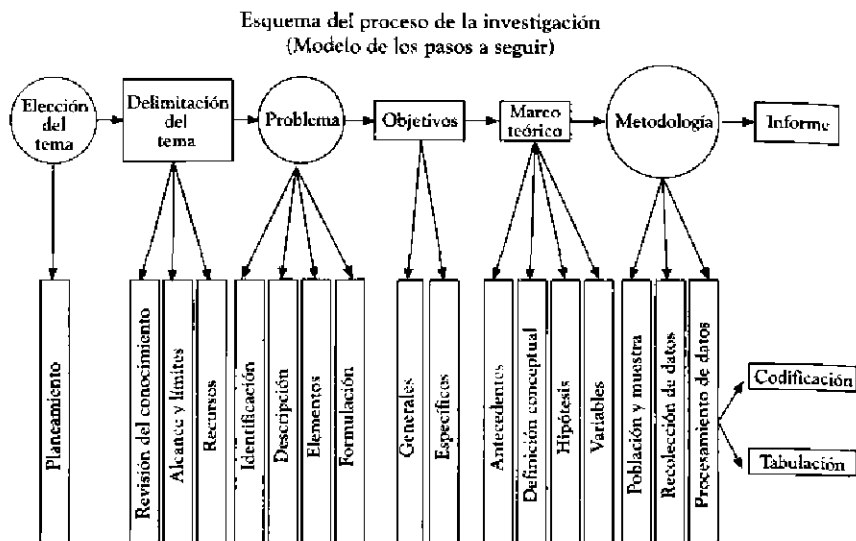 Esquema del proceso de la investigación
(Modelo de los pasos a seguir)
Elección
del
tema
Delimitación
del
tema
Problema
Objetivos
Marco
teórico
Metodología
Informe
Planeamiento
Revisión del conocimiento
Alcance y límites
Recursos
Identificación
Descripción
Elementos
Formulación
Generales
Específicos
Antecedentes
Definición conceptual
Hipótesis
Variables
Población y muestra
Recolección de datos
Procesamiento de datos
Codificación
Tabulación